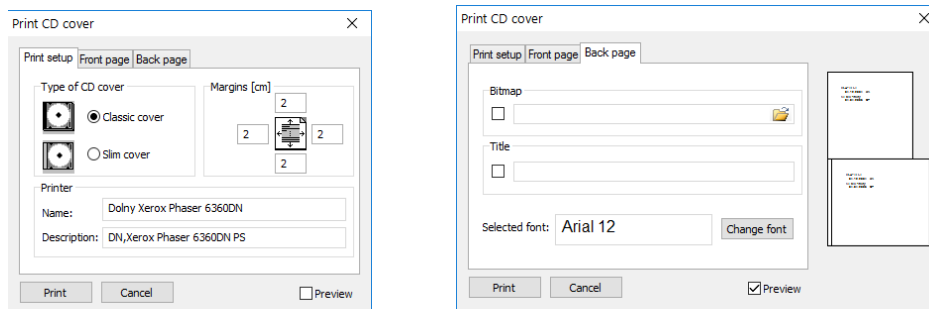 Print CD cover
Print setup Front page Back page
Type of CD cover
Classic cover
Slim cover
Margins [cm]
2
2 2
2
Printer
Name: Dolny Xerox Phaser 6360DN
Description: DN,Xerox Phaser 6360DN PS
Print Cancel Preview
Print CD cover
Print setup Front page Back page
Bitmap
Title
Selected font: Arial 12 Change font
Print Cancel Preview